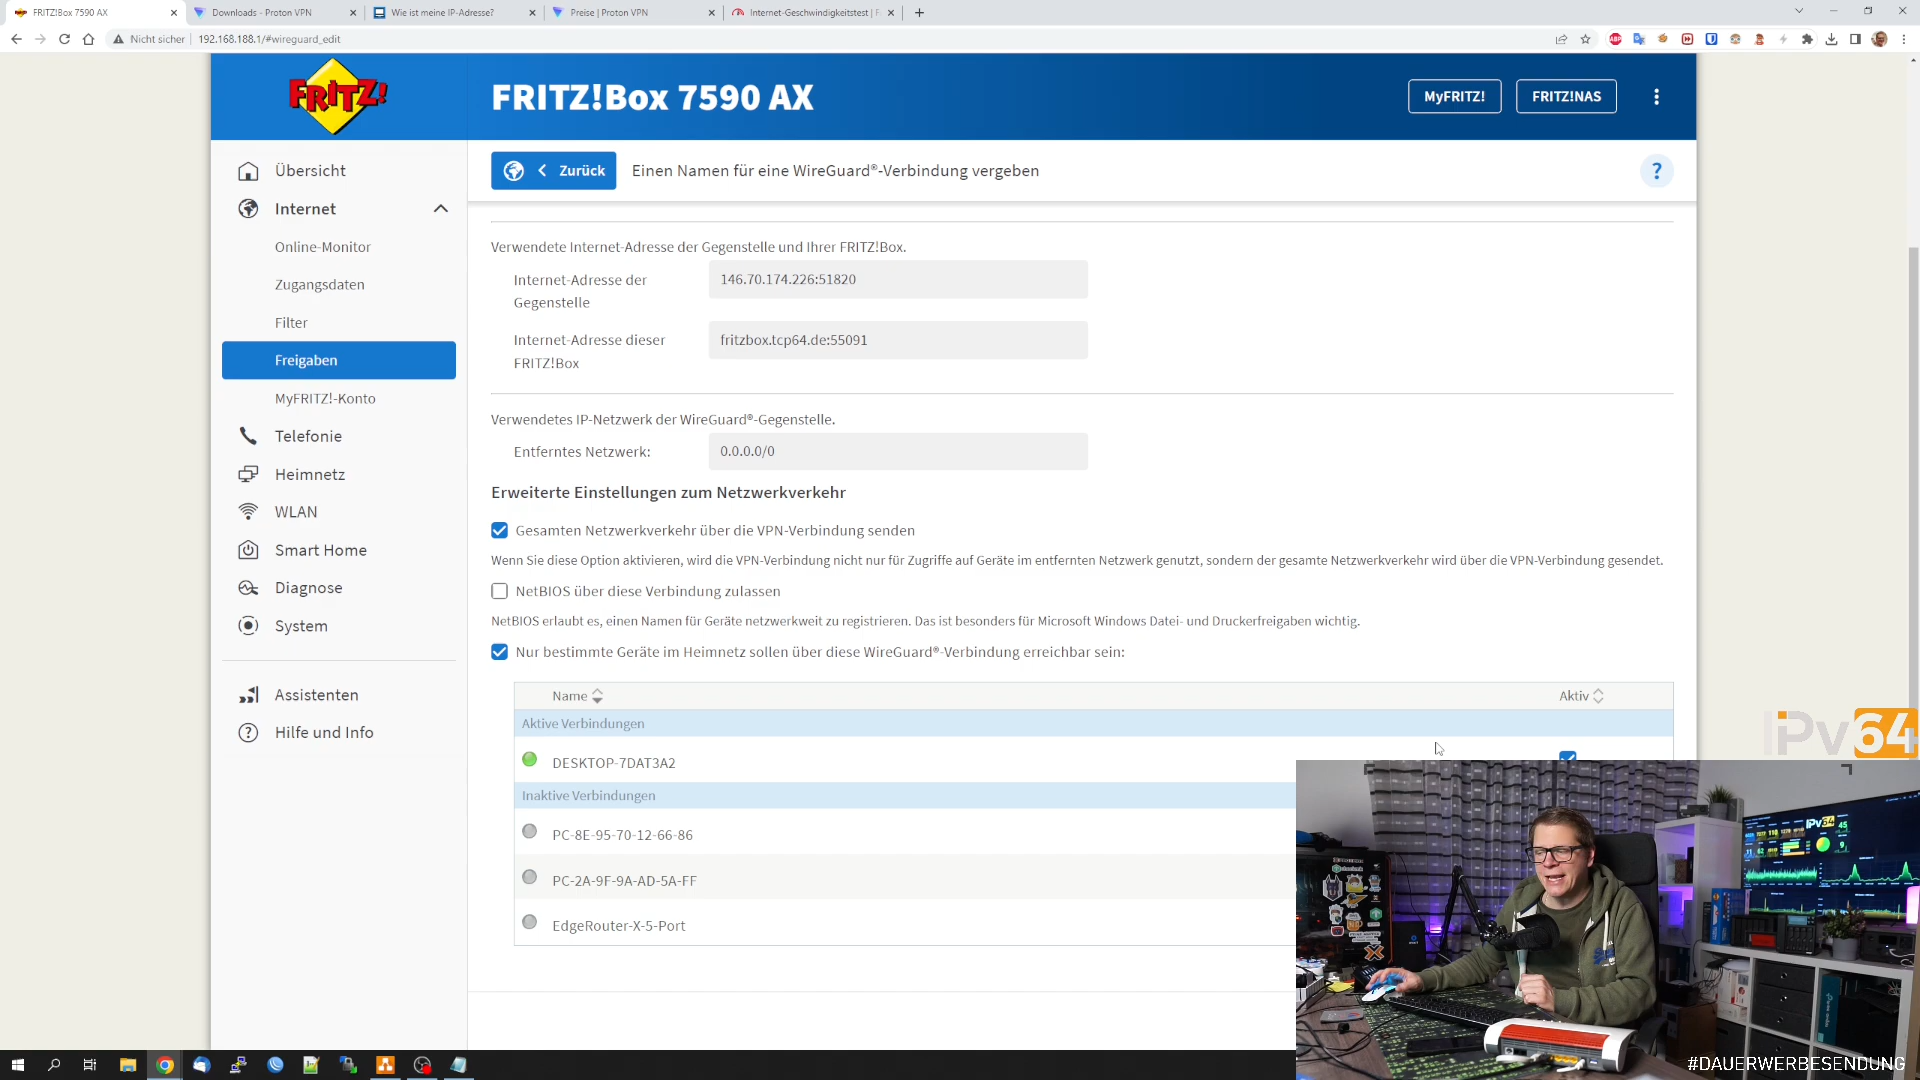 FRITZ!Box 7590 AX
Downloads - Proton VPN
Wie ist meine IP-Adresse?
Preise | Proton VPN
Internet-Geschwindigkeitstest | F
Nicht sicher
192.168.188.1/#wireguard_edit
ABP
FRITZ!
FRITZ!Box 7590 AX
MyFRITZ!
FRITZ!NAS
Zurück
Einen Namen für eine WireGuard®-Verbindung vergeben
?
Übersicht
Internet
Online-Monitor
Zugangsdaten
Filter
Freigaben
MyFRITZ!-Konto
Telefonie
Heimnetz
WLAN
Smart Home
Diagnose
System
Assistenten
Hilfe und Info
Verwendete Internet-Adresse der Gegenstelle und Ihrer FRITZ!Box.
Internet-Adresse der Gegenstelle
146.70.174.226:51820
Internet-Adresse dieser FRITZ!Box
fritzbox.tcp64.de:55091
Verwendetes IP-Netzwerk der WireGuard®-Gegenstelle.
Entferntes Netzwerk:
0.0.0.0/0
Erweiterte Einstellungen zum Netzwerkverkehr
Gesamten Netzwerkverkehr über die VPN-Verbindung senden
Wenn Sie diese Option aktivieren, wird die VPN-Verbindung nicht nur für Zugriffe auf Geräte im entfernten Netzwerk genutzt, sondern der gesamte Netzwerkverkehr wird über die VPN-Verbindung gesendet.
NetBIOS über diese Verbindung zulassen
NetBIOS erlaubt es, einen Namen für Geräte netzwerkweit zu registrieren. Das ist besonders für Microsoft Windows Datei- und Druckerfreigaben wichtig.
Nur bestimmte Geräte im Heimnetz sollen über diese WireGuard®-Verbindung erreichbar sein:
Name
Aktiv
Aktive Verbindungen
DESKTOP-7DAT3A2
Inaktive Verbindungen
PC-8E-95-70-12-66-86
PC-2A-9F-9A-AD-5A-FF
EdgeRouter-X-5-Port
IPv64
IPv64
45
9
#DAUERWERBESENDUNG